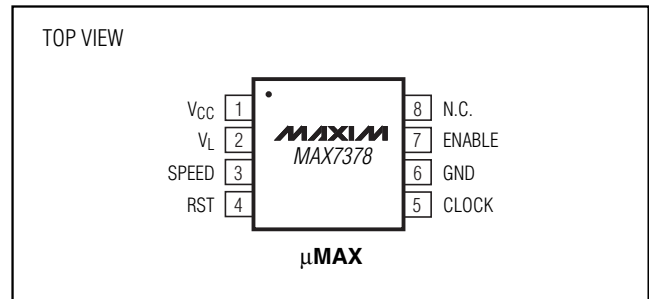 TOP VIEW
VCC 1
VL 2
SPEED 3
RST 4
MAXIM
MAX7378
8 N.C.
7 ENABLE
6 GND
5 CLOCK
µMAX